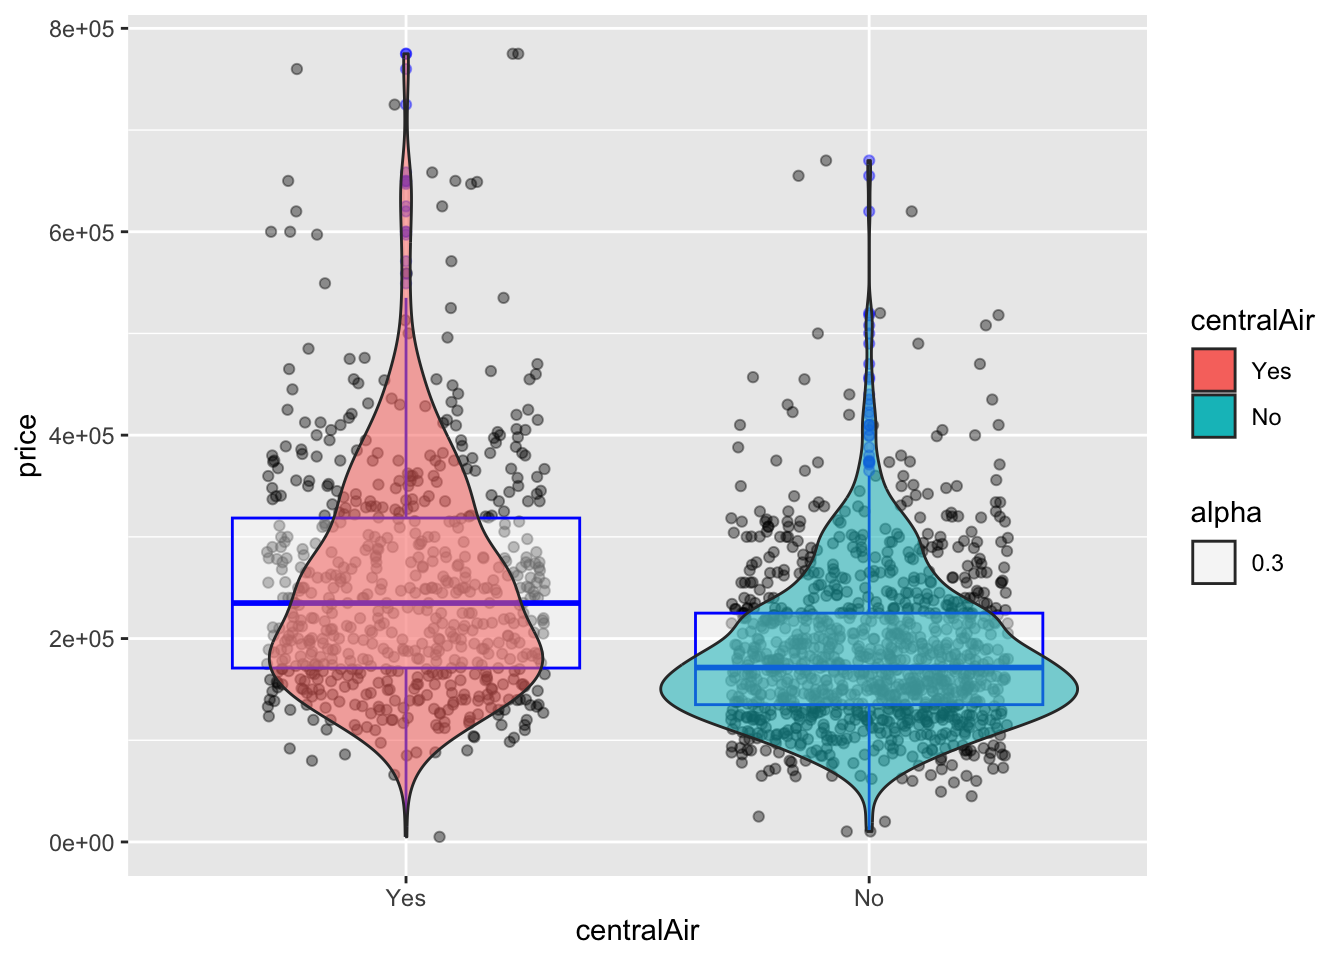 8e+05
6e+05
4e+05
2e+05
0e+00
price
Yes
No
centralAir
centralAir
Yes
No
alpha
0.3